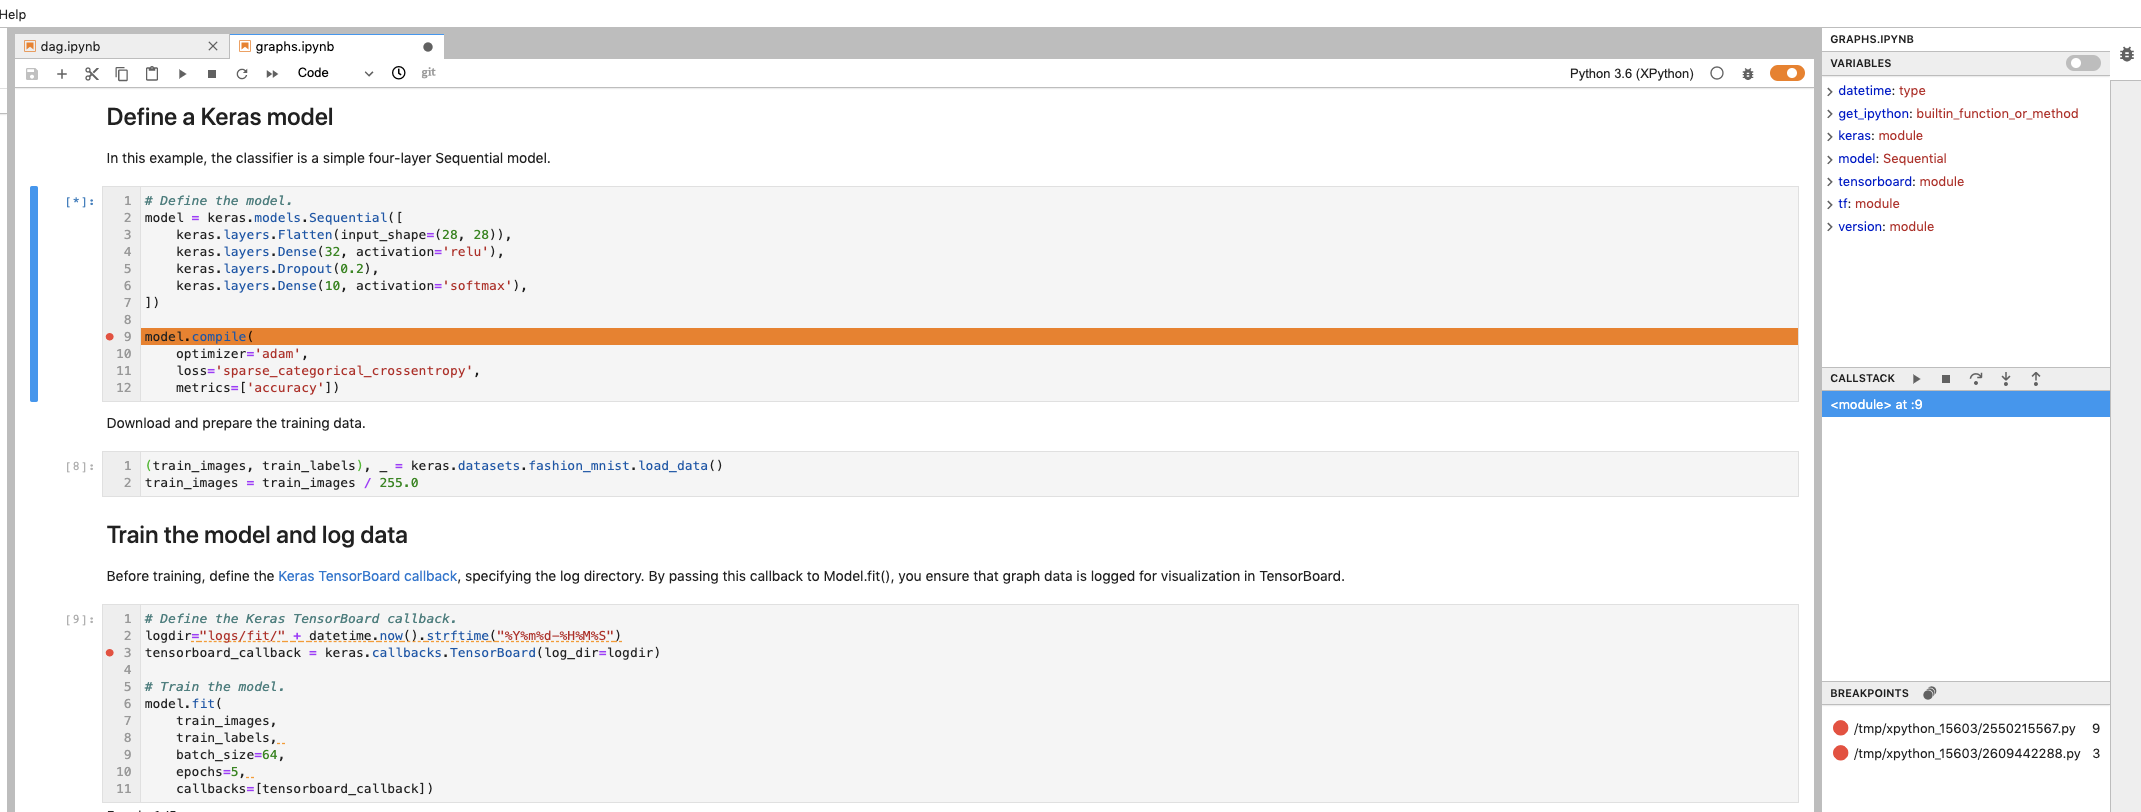 Help
dag.ipynb
graphs.ipynb
Code
git
Python 3.6 (XPython)
Define a Keras model
In this example, the classifier is a simple four-layer Sequential model.
[*]:
1 # Define the model.
2 model = keras.models.Sequential([
3     keras.layers.Flatten(input_shape=(28, 28)),
4     keras.layers.Dense(32, activation='relu'),
5     keras.layers.Dropout(0.2),
6     keras.layers.Dense(10, activation='softmax'),
7 ])
8
9 model.compile(
10     optimizer='adam',
11     loss='sparse_categorical_crossentropy',
12     metrics=['accuracy'])
Download and prepare the training data.
[8]:
1 (train_images, train_labels), _ = keras.datasets.fashion_mnist.load_data()
2 train_images = train_images / 255.0
Train the model and log data
Before training, define the Keras TensorBoard callback, specifying the log directory. By passing this callback to Model.fit(), you ensure that graph data is logged for visualization in TensorBoard.
[9]:
1 # Define the Keras TensorBoard callback.
2 logdir="logs/fit/" + datetime.now().strftime("%Y%m%d-%H%M%S")
3 tensorboard_callback = keras.callbacks.TensorBoard(log_dir=logdir)
4
5 # Train the model.
6 model.fit(
7     train_images,
8     train_labels,
9     batch_size=64,
10     epochs=5,
11     callbacks=[tensorboard_callback])
GRAPHS.IPYNB
VARIABLES
datetime: type
get_ipython: builtin_function_or_method
keras: module
model: Sequential
tensorboard: module
tf: module
version: module
CALLSTACK
<module> at :9
BREAKPOINTS
/tmp/xpython_15603/2550215567.py 9
/tmp/xpython_15603/2609442288.py 3